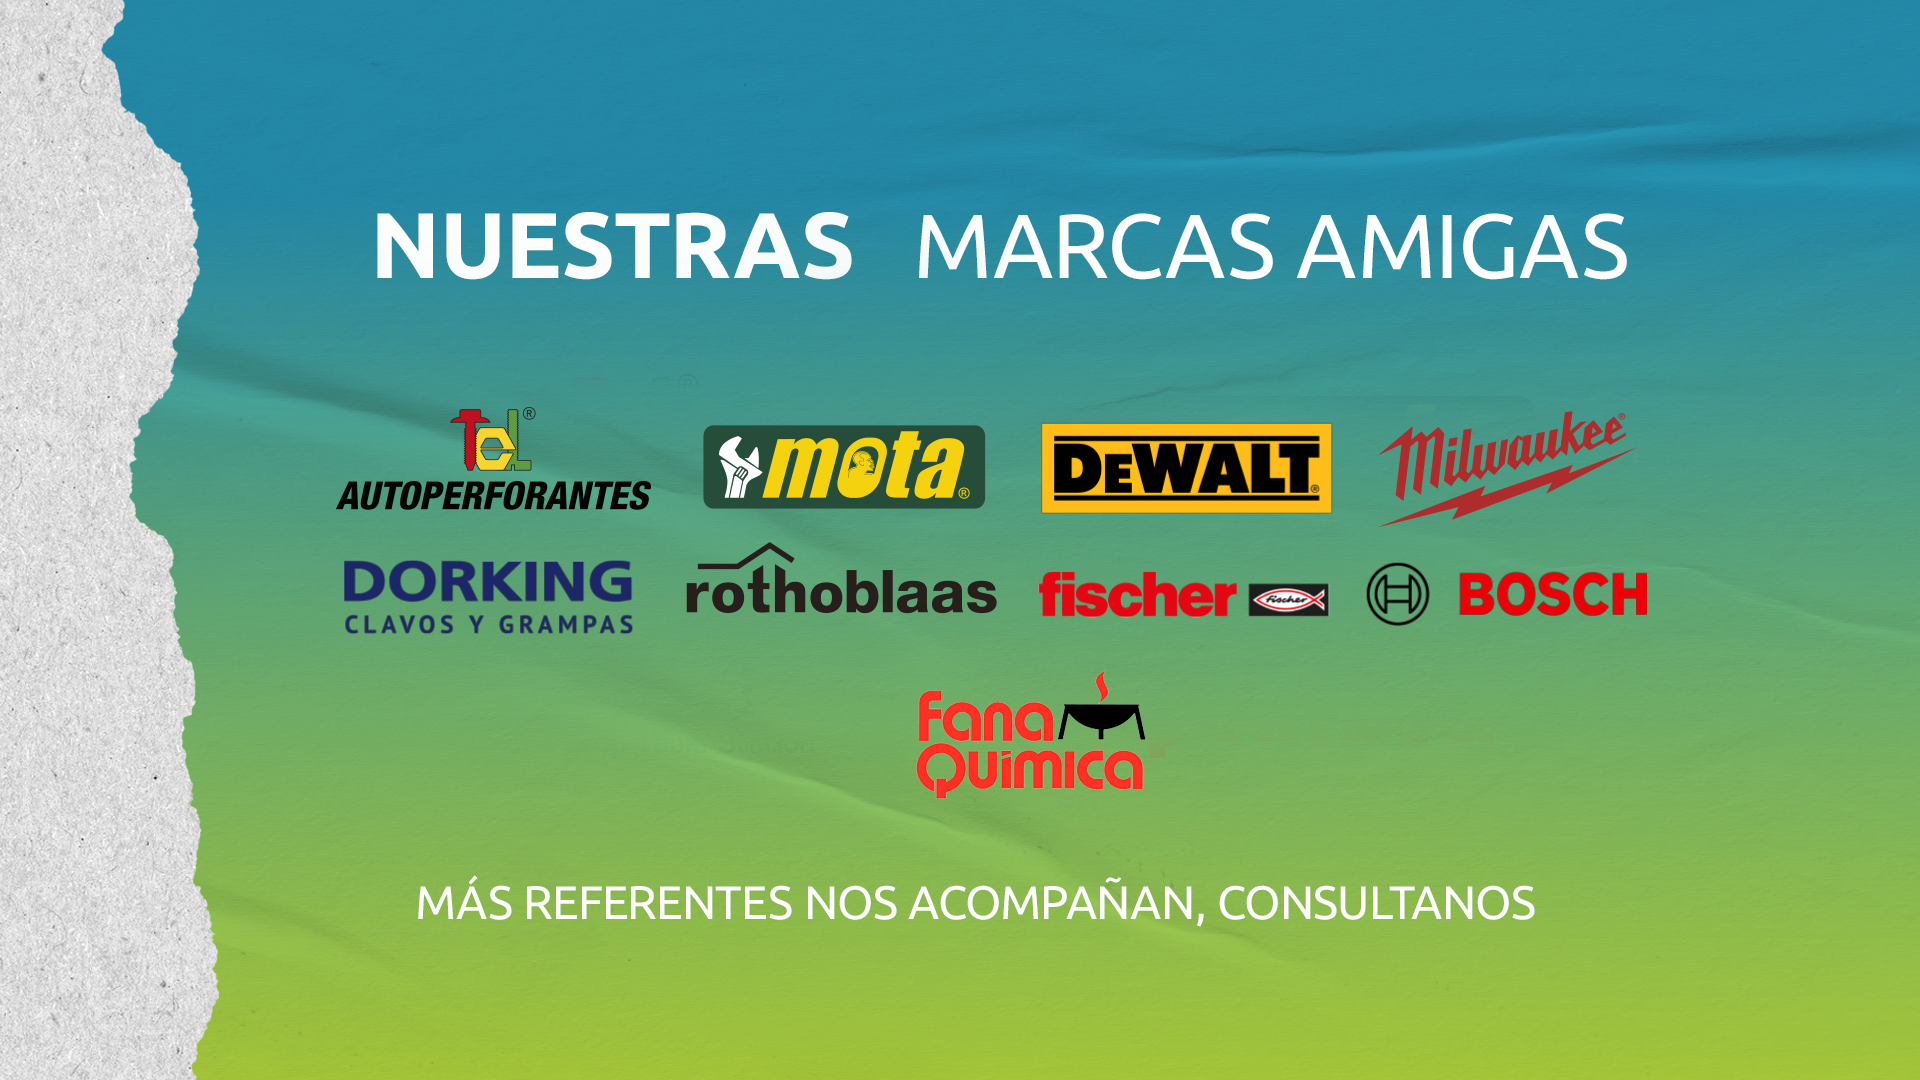 NUESTRAS MARCAS AMIGAS
TEL®
AUTOPERFORANTES
mota®
DEWALT®
Milwaukee®
DORKING
CLAVOS Y GRAMPAS
rothoblaas
fischer fischer
BOSCH
Fana
Química
MÁS REFERENTES NOS ACOMPAÑAN, CONSULTANOS